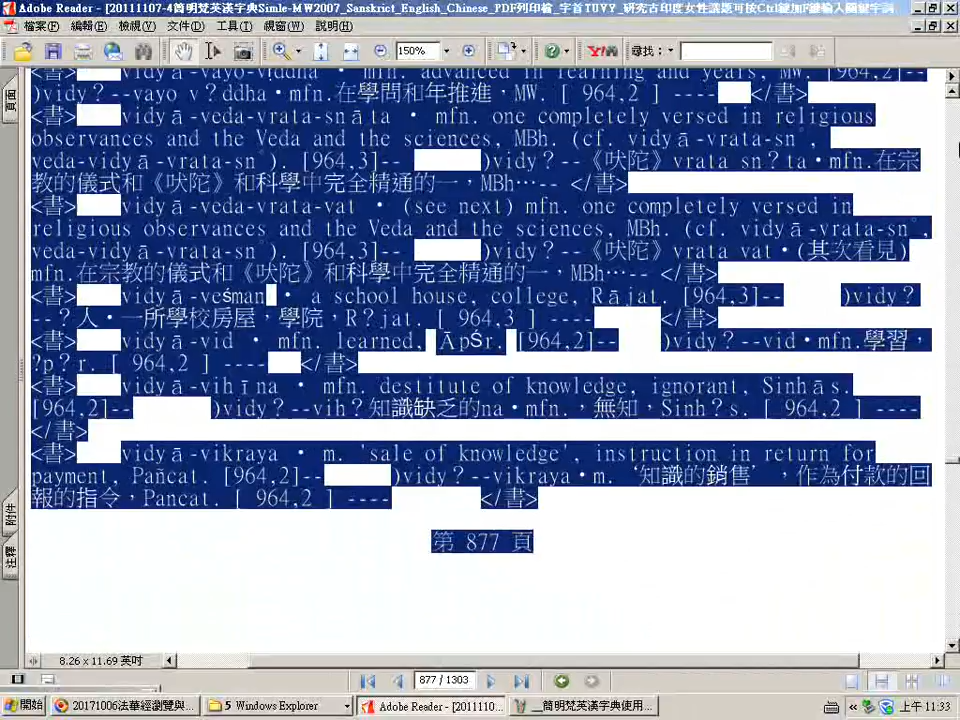 Adobe Reader - [20111107-4簡明梵英漢字典Simle-MW2007_Sanskrict_English_Chinese_PDF列印檔_字首TUVY_研究古印度女性議題可按Ctrl鍵加F鍵輸入關鍵字詞
檔案(F) 編輯(E) 檢視(V) 文件(D) 工具(T) 視窗(W) 說明(H)
150% Y! 尋找：
頁面
<書> vidyā-vayo-vṛddha • mfn. advanced in learning and years, MW. [964,2]--
)vidy？--vayo v？ddha•mfn.在學問和年推進，MW. [ 964,2 ] ---- </書>
<書> vidyā-veda-vrata-snāta • mfn. one completely versed in religious
observances and the Veda and the sciences, MBh. (cf. vidyā-vrata-sn°,
veda-vidyā-vrata-sn°). [964,3]-- )vidy？--《吠陀》vrata sn？ta•mfn.在宗
教的儀式和《吠陀》和科學中完全精通的一，MBh…-- </書>
<書> vidyā-veda-vrata-vat • (see next) mfn. one completely versed in
religious observances and the Veda and the sciences, MBh. (cf. vidyā-vrata-sn°,
veda-vidyā-vrata-sn°). [964,3]-- )vidy？--《吠陀》vrata vat•(其次看見)
mfn.在宗教的儀式和《吠陀》和科學中完全精通的一，MBh…-- </書>
<書> vidyā-veśman • a school house, college, Rājat. [964,3]-- )vidy？
--？人•一所學校房屋，學院，R？jat. [ 964,3 ] ---- </書>
<書> vidyā-vid • mfn. learned, ĀpŚr. [964,2]-- )vidy？--vid•mfn.學習，
?p？r. [ 964,2 ] ---- </書>
<書> vidyā-vihīna • mfn. destitute of knowledge, ignorant, Sinhās.
[964,2]-- )vidy？--vih？知識缺乏的na•mfn.，無知，Sinh？s. [ 964,2 ] ----
</書>
<書> vidyā-vikraya • m. 'sale of knowledge', instruction in return for
payment, Pañcat. [964,2]-- )vidy？--vikraya•m.‘知識的銷售’，作為付款的回
報的指令，Pancat. [ 964,2 ] ---- </書>
第 877 頁
附件
注釋
8.26 x 11.69 英吋
877 / 1303
開始 20171006法華經瀏覽與... 5 Windows Explorer Adobe Reader - [2011110... __簡明梵英漢字典使用... 上午 11:33